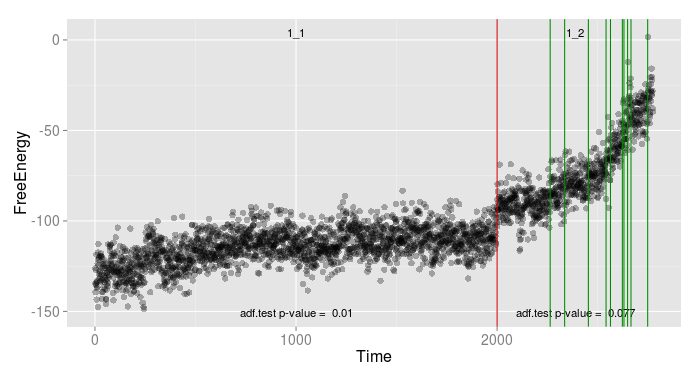 1_1 1_2
0
-50
-100
-150
FreeEnergy
adf.test p-value = 0.01 adf.test p-value = 0.077
0 1000 2000
Time